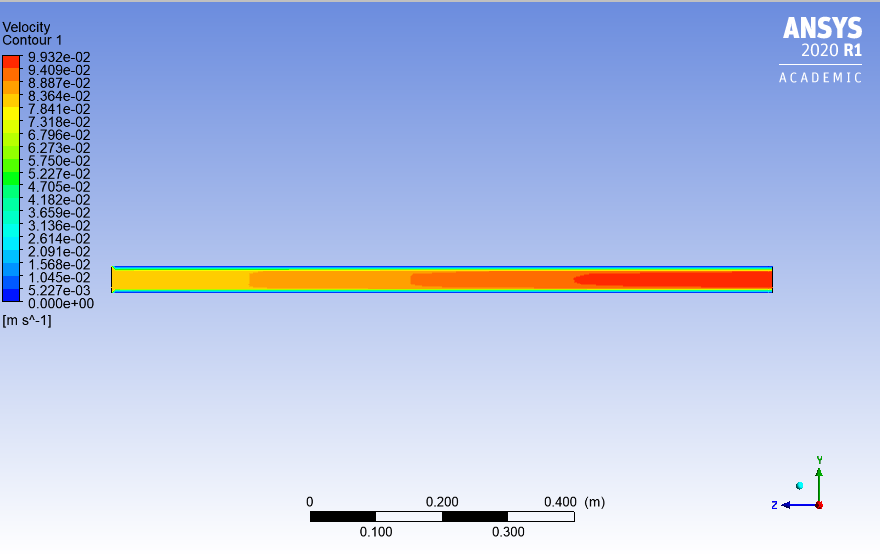 Velocity
Contour 1
9.932e-02
9.409e-02
8.887e-02
8.364e-02
7.841e-02
7.318e-02
6.796e-02
6.273e-02
5.750e-02
5.227e-02
4.705e-02
4.182e-02
3.659e-02
3.136e-02
2.614e-02
2.091e-02
1.568e-02
1.045e-02
5.227e-03
0.000e+00
[m s^-1]
ANSYS
2020 R1
ACADEMIC
0 0.200 0.400 (m)
0.100 0.300
Y
Z